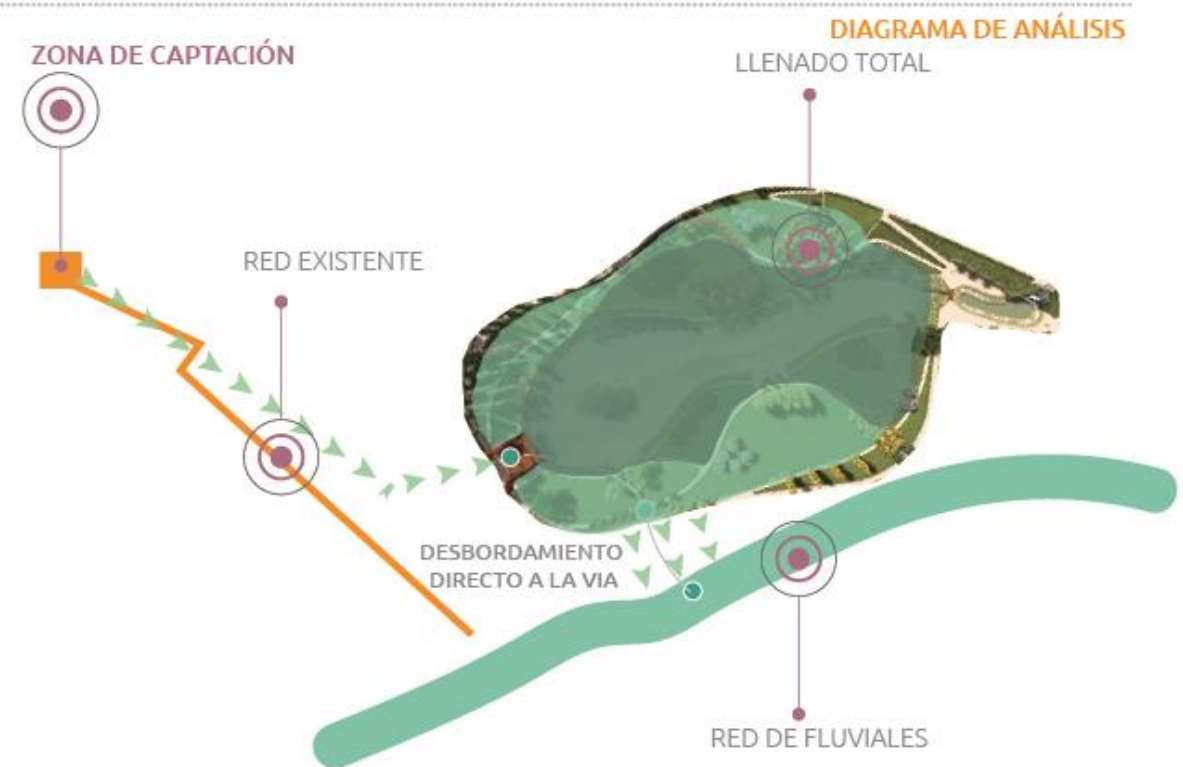 DIAGRAMA DE ANÁLISIS
ZONA DE CAPTACIÓN
LLENADO TOTAL
RED EXISTENTE
DESBORDAMIENTO
DIRECTO A LA VIA
RED DE FLUVIALES